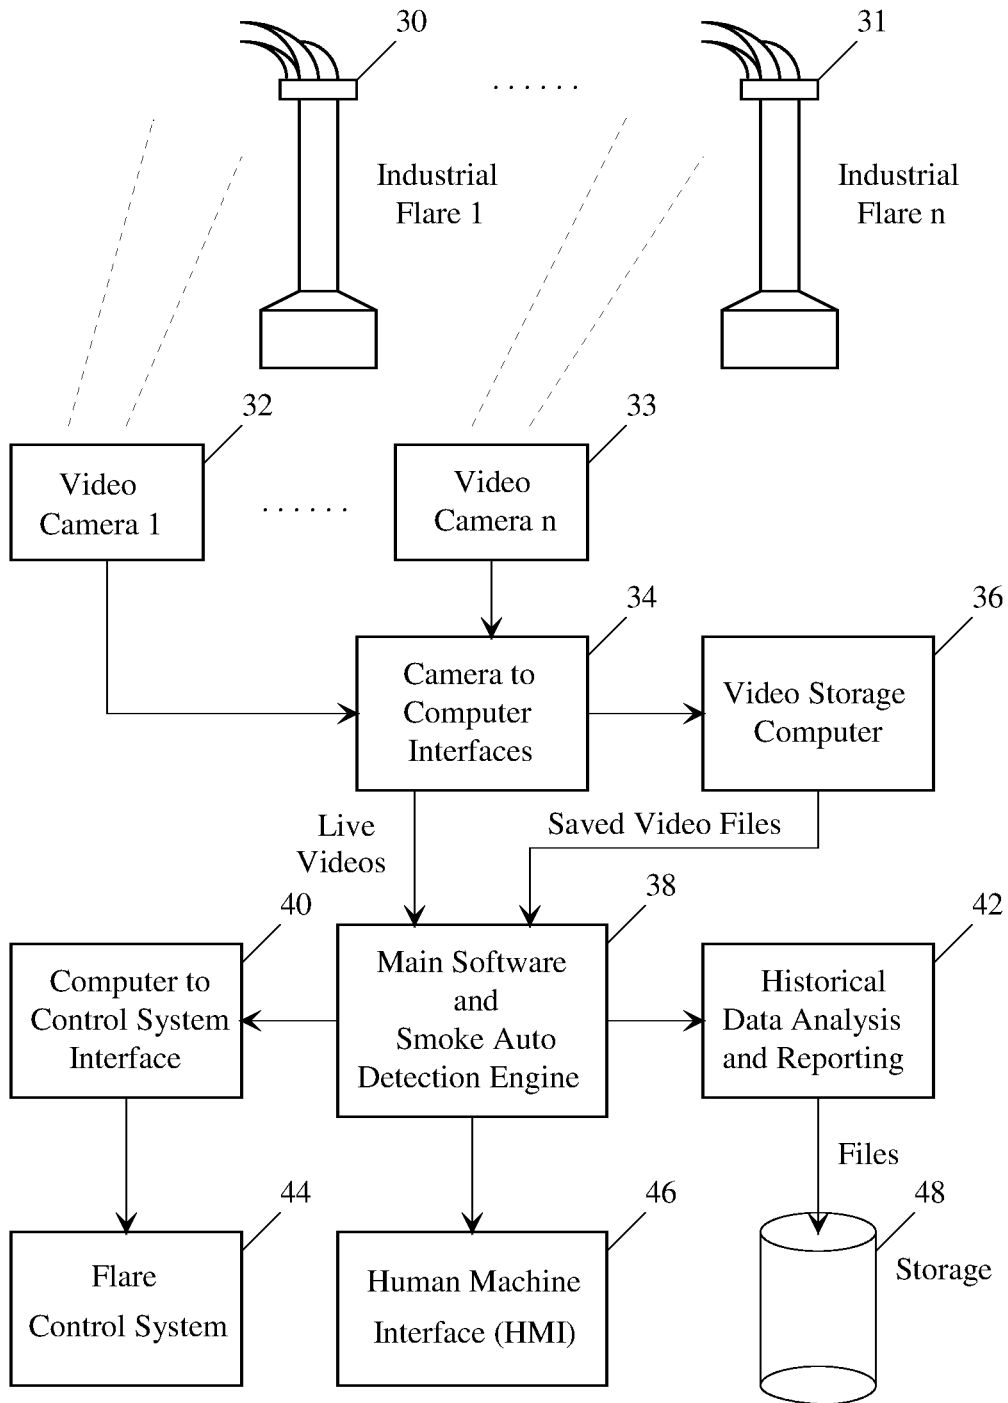 30
31
. . . . . .
Industrial
Flare 1
Industrial
Flare n
32
33
Video
Camera 1
. . . . . .
Video
Camera n
34
36
Camera to
Computer
Interfaces
Video Storage
Computer
Live
Videos
Saved Video Files
38
40
42
Computer to
Control System
Interface
Main Software
and
Smoke Auto
Detection Engine
Historical
Data Analysis
and Reporting
Files
44
46
48
Flare
Control System
Human Machine
Interface (HMI)
Storage